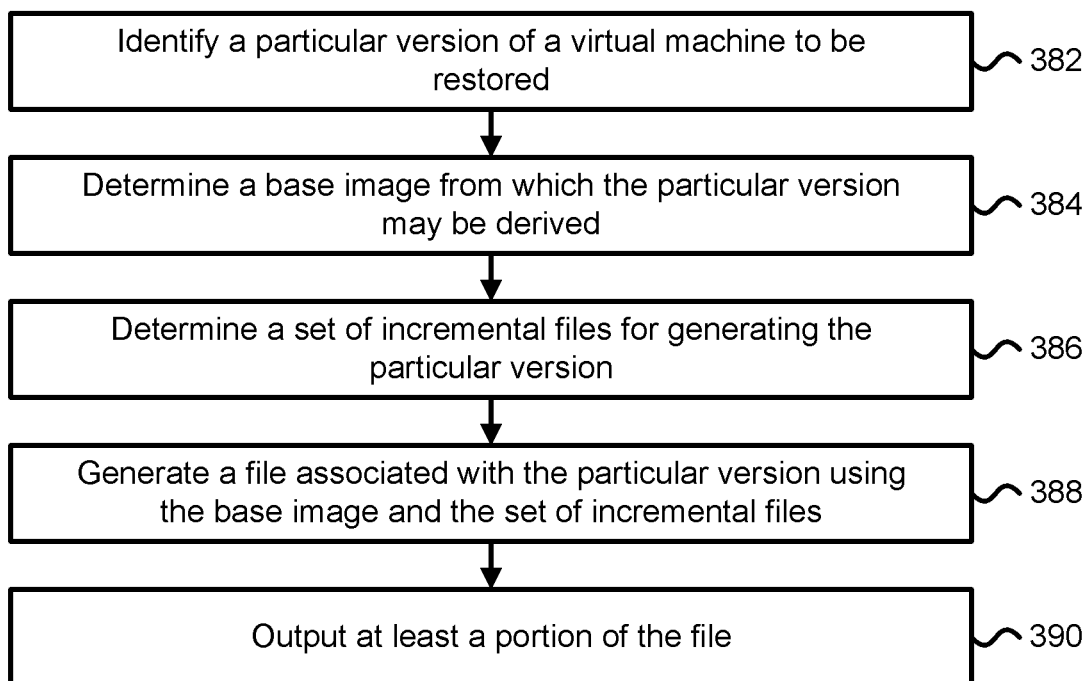 Identify a particular version of a virtual machine to be
restored
382
Determine a base image from which the particular version
may be derived
384
Determine a set of incremental files for generating the
particular version
386
Generate a file associated with the particular version using
the base image and the set of incremental files
388
Output at least a portion of the file
390